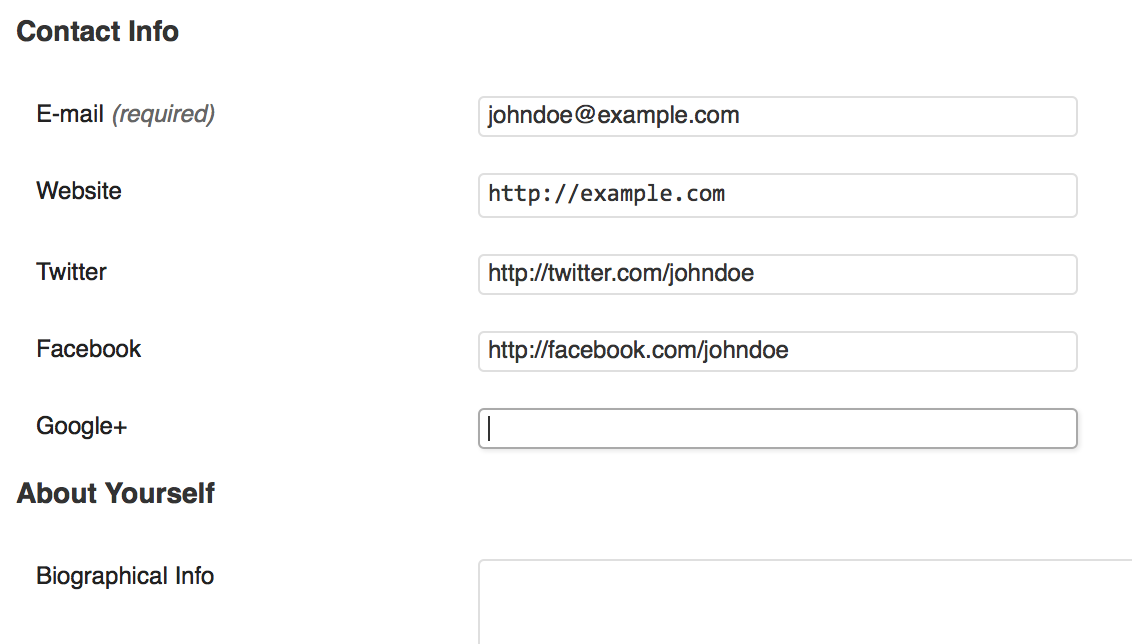 Contact Info
E-mail (required)
johndoe@example.com
Website
http://example.com
Twitter
http://twitter.com/johndoe
Facebook
http://facebook.com/johndoe
Google+
About Yourself
Biographical Info